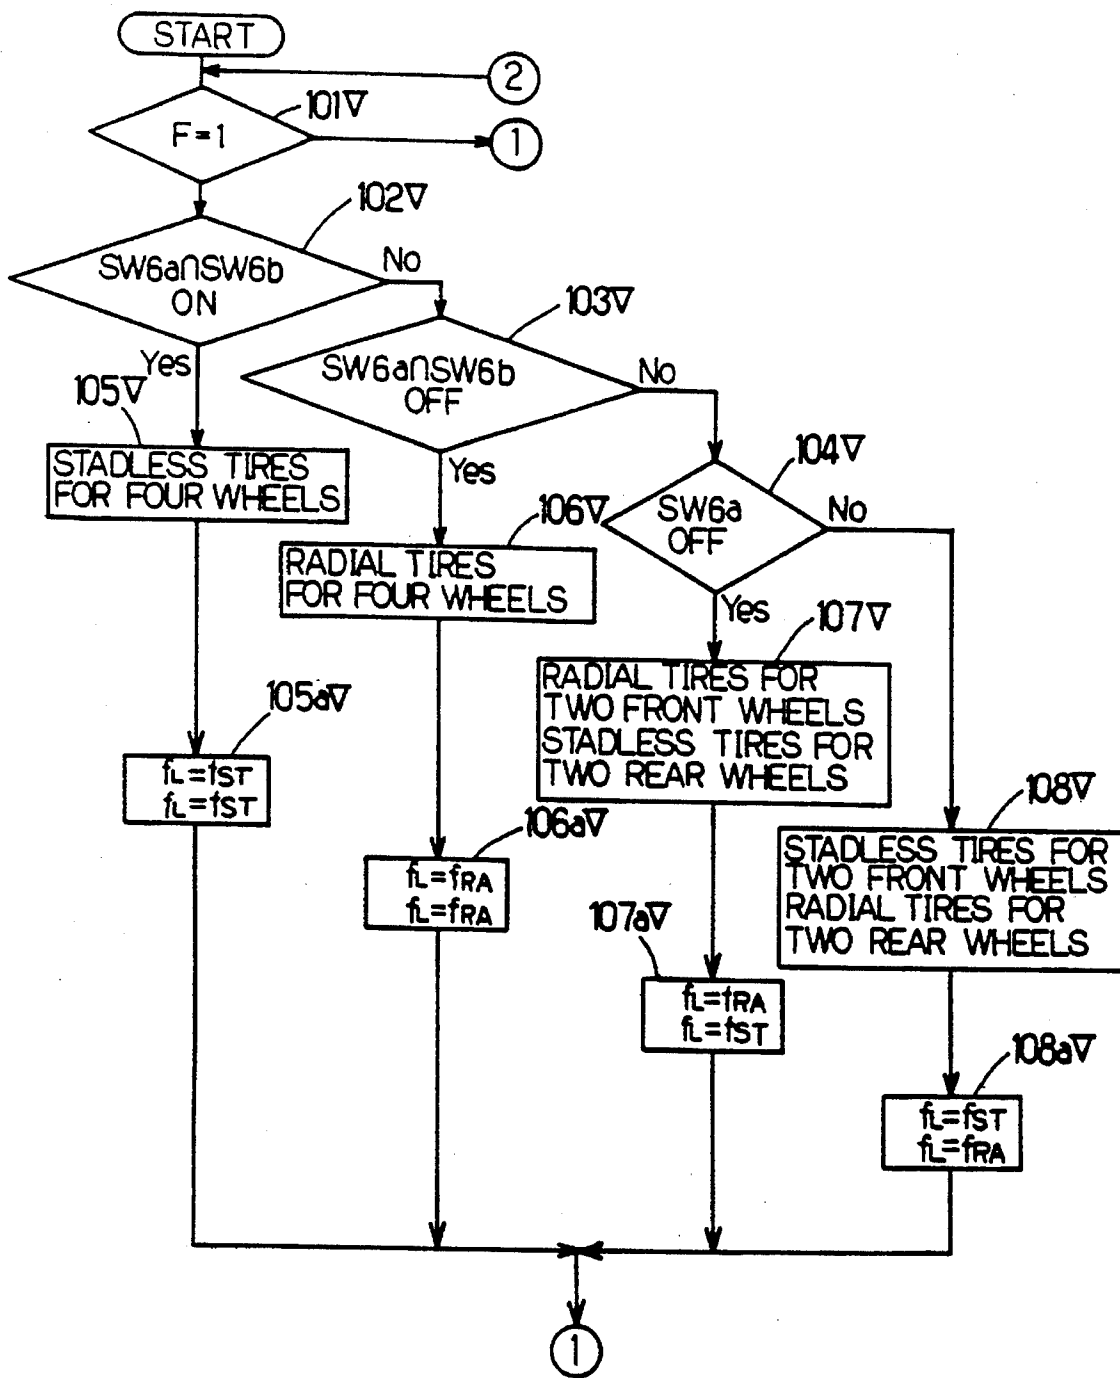 START
2
101∇
F=1
1
102∇
SW6a∩SW6b
ON
No
103∇
Yes
SW6a∩SW6b
OFF
No
105∇
STADLESS TIRES
FOR FOUR WHEELS
Yes
104∇
SW6a
OFF
No
106∇
RADIAL TIRES
FOR FOUR WHEELS
Yes
107∇
RADIAL TIRES FOR
TWO FRONT WHEELS
STADLESS TIRES FOR
TWO REAR WHEELS
105a∇
fL=fST
fL=fST
108∇
STADLESS TIRES FOR
TWO FRONT WHEELS
RADIAL TIRES FOR
TWO REAR WHEELS
106a∇
fL=fRA
fL=fRA
107a∇
fL=fRA
fL=fST
108a∇
fL=fST
fL=fRA
1